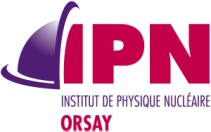 IPN
INSTITUT DE PHYSIQUE NUCLÉAIRE
ORSAY